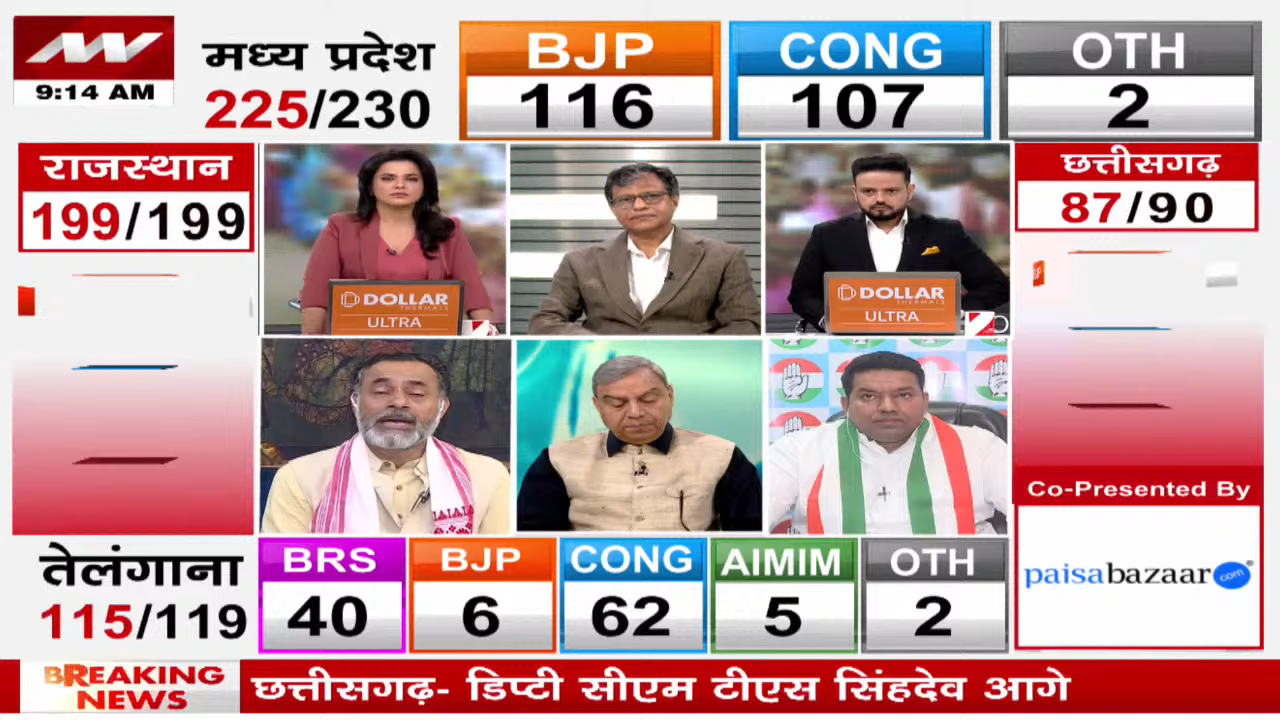 9:14 AM
मध्य प्रदेश
225/230
BJP
116
CONG
107
OTH
2
राजस्थान
199/199
छत्तीसगढ़
87/90
DOLLAR
THERMALS
ULTRA
DOLLAR
THERMALS
ULTRA
Co-Presented By
paisabazaar.com
तेलंगाना
115/119
BRS
40
BJP
6
CONG
62
AIMIM
5
OTH
2
BREAKING
NEWS
छत्तीसगढ़- डिप्टी सीएम टीएस सिंहदेव आगे